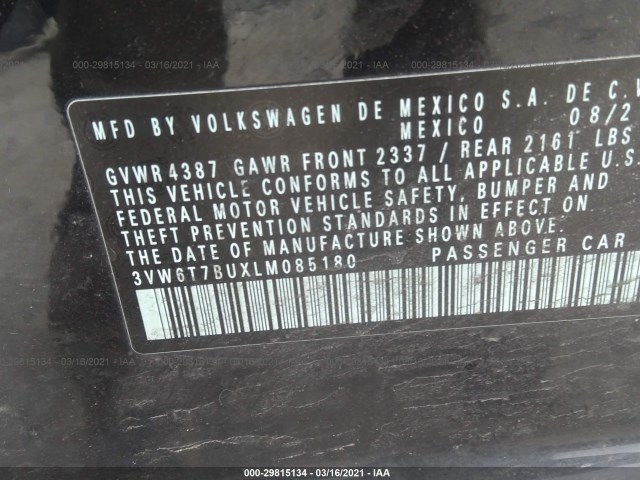 000-29815134 - 03/16/2021 - IAA
MFD BY VOLKSWAGEN DE MEXICO S.A. DE C.V
MEXICO 08/2
GVWR 4387 GAWR FRONT 2337 / REAR 2161 LBS
THIS VEHICLE CONFORMS TO ALL APPLICABLE U.S.
FEDERAL MOTOR VEHICLE SAFETY, BUMPER AND
THEFT PREVENTION STANDARDS IN EFFECT ON
THE DATE OF MANUFACTURE SHOWN ABOVE.
3VW6T7BUXLM085180 PASSENGER CAR
000-29815134 - 03/16/2021 - IAA